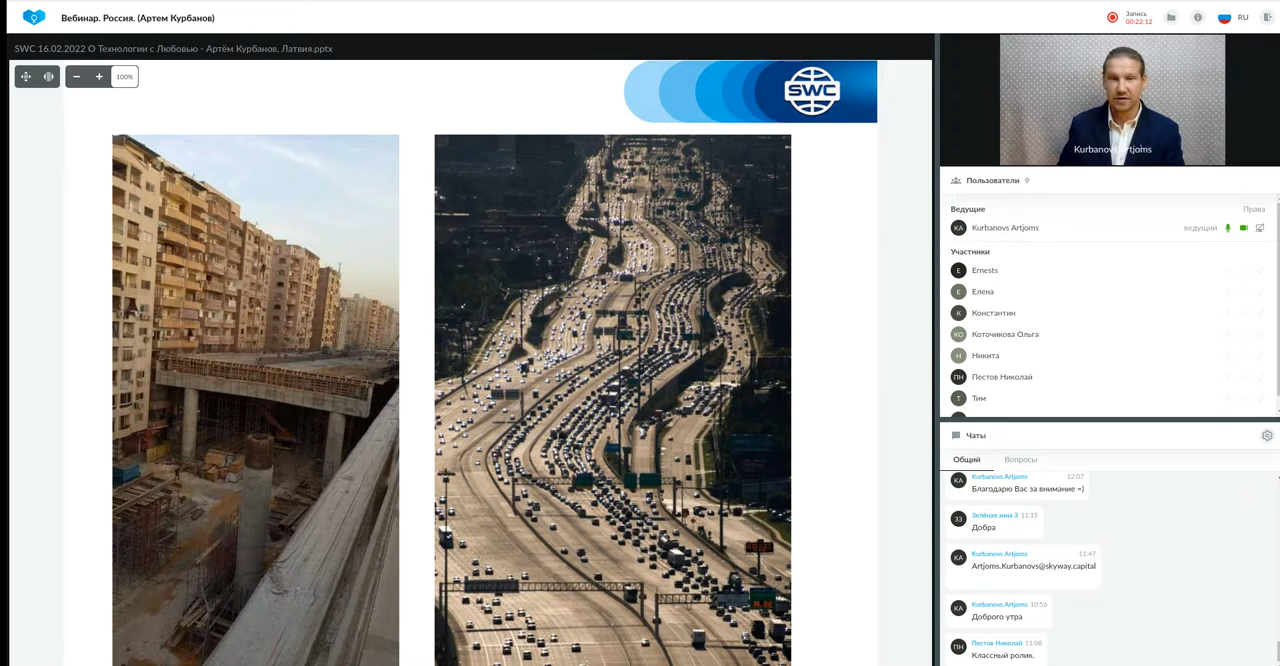 Вебинар. Россия. (Артем Курбанов)
Запись
00:22:12
RU
SWC 16.02.2022 О Технологии с Любовью - Артём Курбанов, Латвия.pptx
100%
SWC
Kurbanovs Artjoms
Пользователи 9
Ведущие Права
KA Kurbanovs Artjoms ведущий
Участники
E Ernests
Е Елена
К Константин
КО Коточикова Ольга
Н Никита
ПН Пестов Николай
Т Тим
Чаты
Общий Вопросы
KA Kurbanovs Artjoms 12:07
Благодарю Вас за внимание =)
ЗЗ Зелёная зина З 11:15
Добра
KA Kurbanovs Artjoms 11:47
Artjoms.Kurbanovs@skyway.capital
KA Kurbanovs Artjoms 10:56
Доброго утра
ПН Пестов Николай 11:08
Классный ролик.